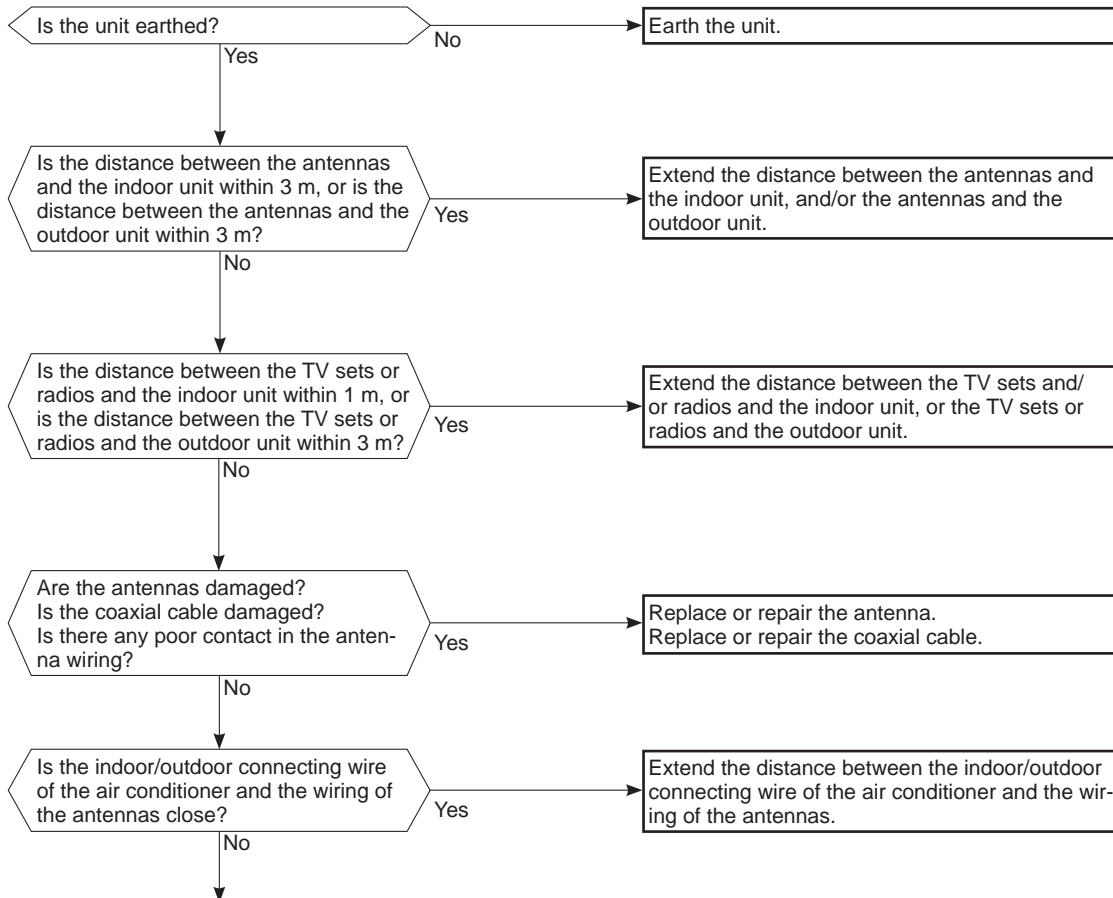 Is the unit earthed?
No
Earth the unit.
Yes
Is the distance between the antennas
and the indoor unit within 3 m, or is the
distance between the antennas and the
outdoor unit within 3 m?
Yes
Extend the distance between the antennas and
the indoor unit, and/or the antennas and the
outdoor unit.
No
Is the distance between the TV sets or
radios and the indoor unit within 1 m, or
is the distance between the TV sets or
radios and the outdoor unit within 3 m?
Yes
Extend the distance between the TV sets and/
or radios and the indoor unit, or the TV sets or
radios and the outdoor unit.
No
Are the antennas damaged?
Is the coaxial cable damaged?
Is there any poor contact in the anten-
na wiring?
Yes
Replace or repair the antenna.
Replace or repair the coaxial cable.
No
Is the indoor/outdoor connecting wire
of the air conditioner and the wiring of
the antennas close?
Yes
Extend the distance between the indoor/outdoor
connecting wire of the air conditioner and the wir-
ing of the antennas.
No